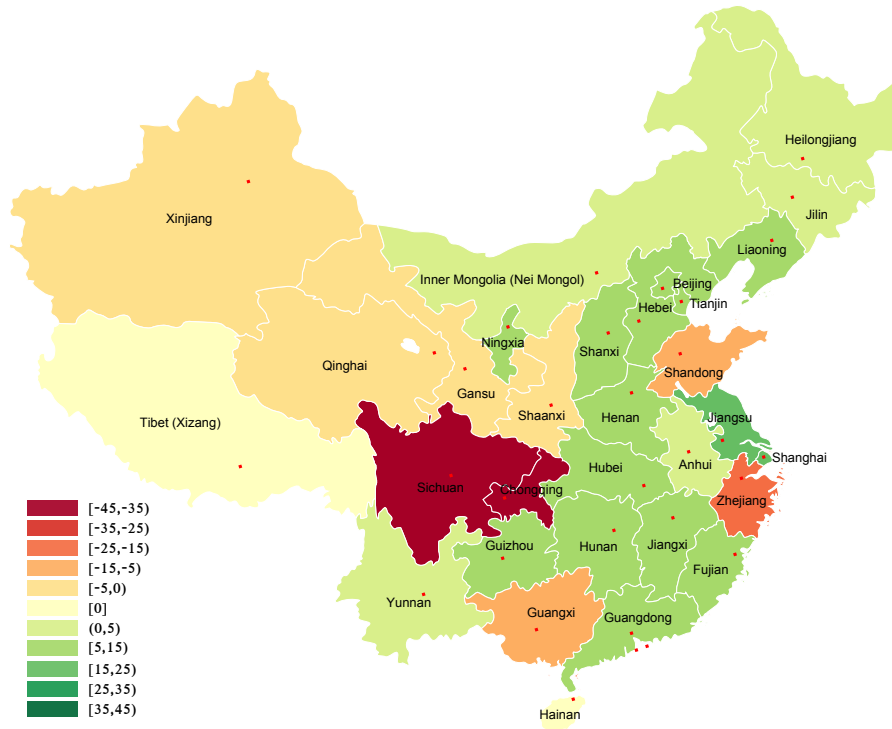 Heilongjiang
Jilin
Liaoning
Xinjiang
Inner Mongolia (Nei Mongol)
Beijing
Tianjin
Hebei
Ningxia
Shanxi
Qinghai
Shandong
Gansu
Shaanxi
Henan
Jiangsu
Tibet (Xizang)
Shanghai
Anhui
Hubei
Sichuan
Chongqing
Zhejiang
Guizhou
Hunan
Jiangxi
Fujian
Yunnan
Guangxi
Guangdong
Hainan
[-45,-35)
[-35,-25)
[-25,-15)
[-15,-5)
[-5,0)
[0]
(0,5)
[5,15)
[15,25)
[25,35)
[35,45)